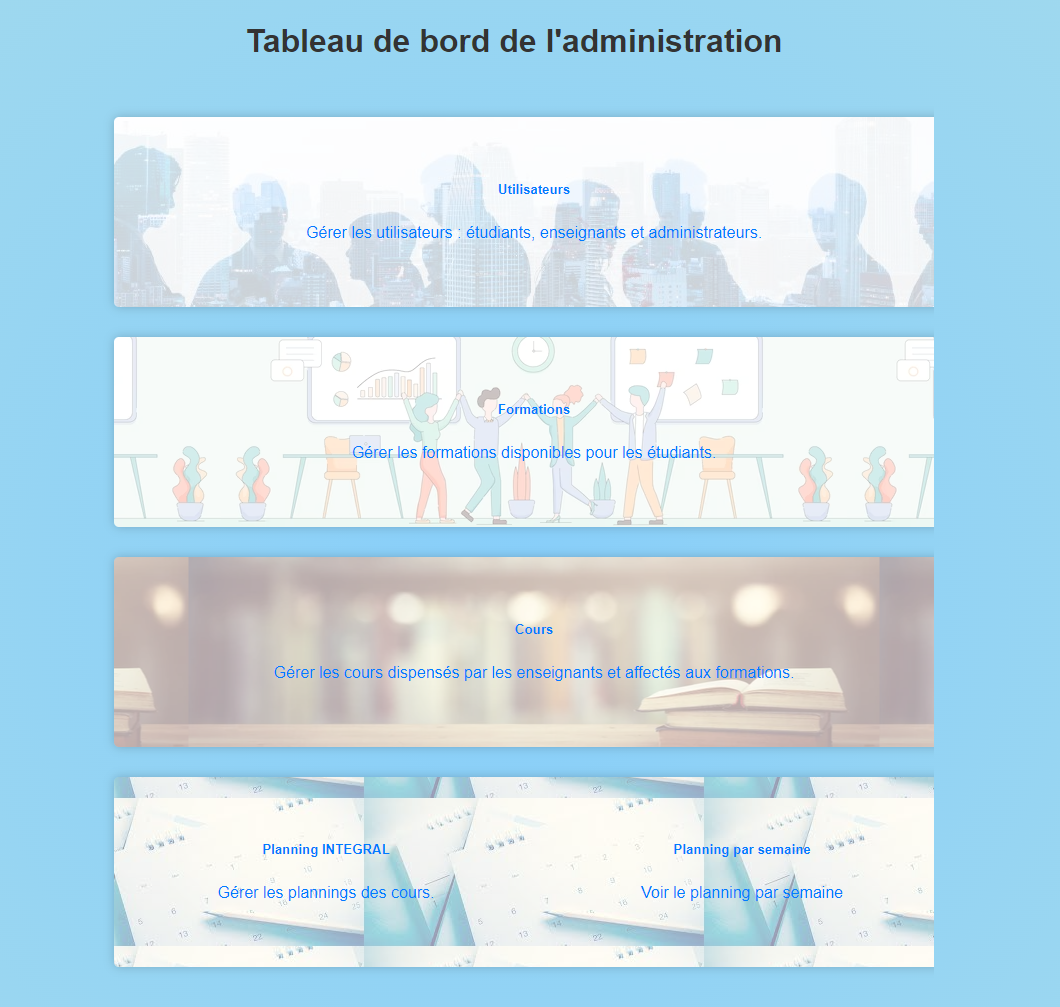 Tableau de bord de l'administration
Utilisateurs
Gérer les utilisateurs : étudiants, enseignants et administrateurs.
Formations
Gérer les formations disponibles pour les étudiants.
Cours
Gérer les cours dispensés par les enseignants et affectés aux formations.
Planning INTEGRAL
Gérer les plannings des cours.
Planning par semaine
Voir le planning par semaine